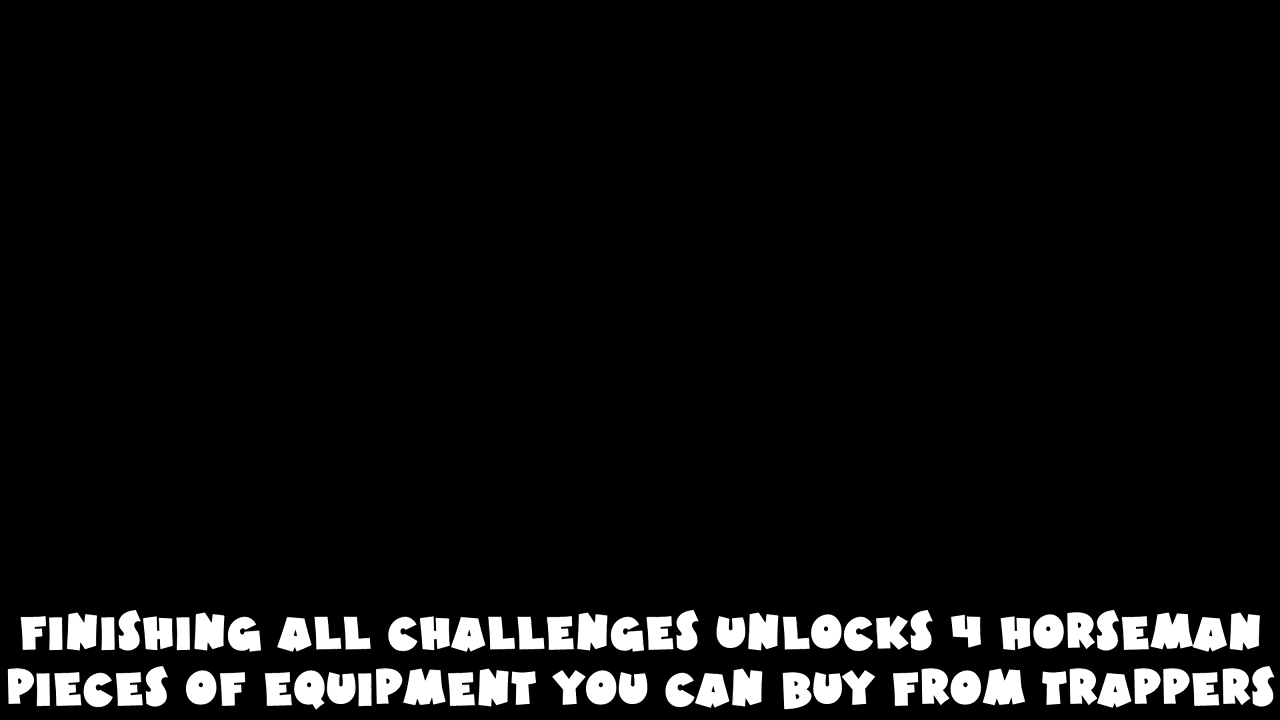 FINISHING ALL CHALLENGES UNLOCKS 4 HORSEMAN
PIECES OF EQUIPMENT YOU CAN BUY FROM TRAPPERS